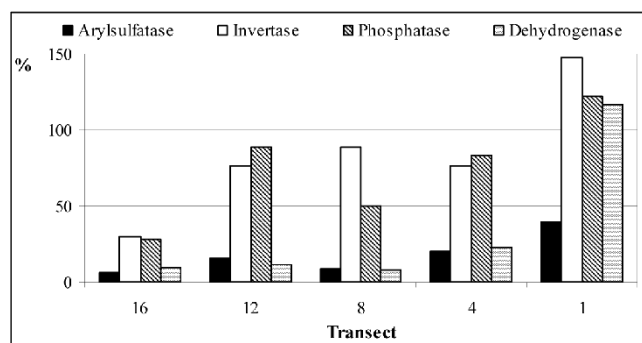 Arylsulfatase Invertase Phosphatase Dehydrogenase
150
%
100
50
0
16 12 8 4 1
Transect